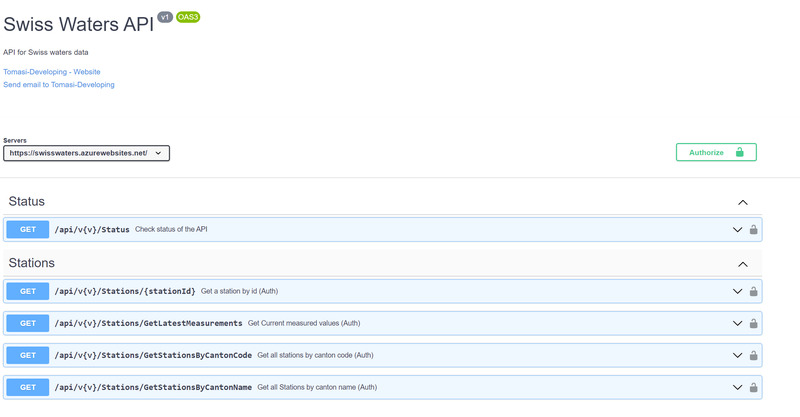 Swiss Waters API v1 OAS3
API for Swiss waters data
Tomasi-Developing - Website
Send email to Tomasi-Developing
Servers
https://swisswaters.azurewebsites.net/
Authorize
Status
GET /api/v{v}/Status Check status of the API
Stations
GET /api/v{v}/Stations/{stationId} Get a station by id (Auth)
GET /api/v{v}/Stations/GetLatestMeasurements Get Current measured values (Auth)
GET /api/v{v}/Stations/GetStationsByCantonCode Get all stations by canton code (Auth)
GET /api/v{v}/Stations/GetStationsByCantonName Get all Stations by canton name (Auth)